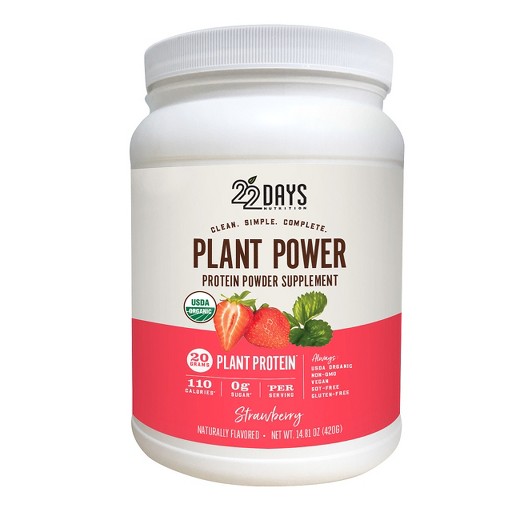 22 DAYS
NUTRITION
CLEAN. SIMPLE. COMPLETE.
PLANT POWER
PROTEIN POWDER SUPPLEMENT
USDA
ORGANIC
20
GRAMS
PLANT PROTEIN*
110
CALORIES*
0g
SUGAR*
PER
SERVING
Always
USDA ORGANIC
NON-GMO
VEGAN
SOY-FREE
GLUTEN-FREE
Strawberry
NATURALLY FLAVORED • NET WT. 14.81 OZ (420G)